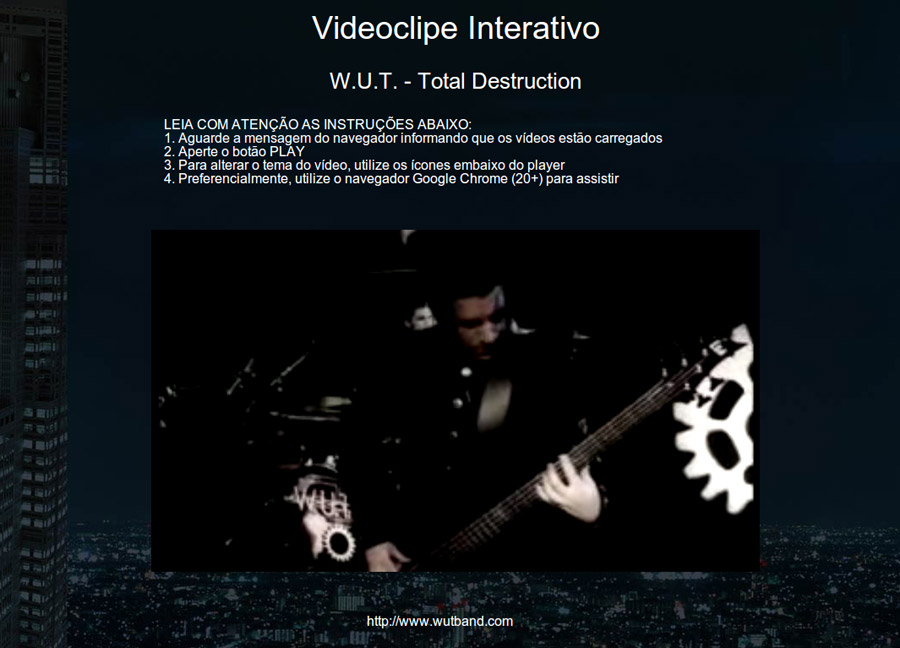 Videoclipe Interativo
W.U.T. - Total Destruction
LEIA COM ATENÇÃO AS INSTRUÇÕES ABAIXO:
1. Aguarde a mensagem do navegador informando que os vídeos estão carregados
2. Aperte o botão PLAY
3. Para alterar o tema do vídeo, utilize os ícones embaixo do player
4. Preferencialmente, utilize o navegador Google Chrome (20+) para assistir
WUT
http://www.wutband.com